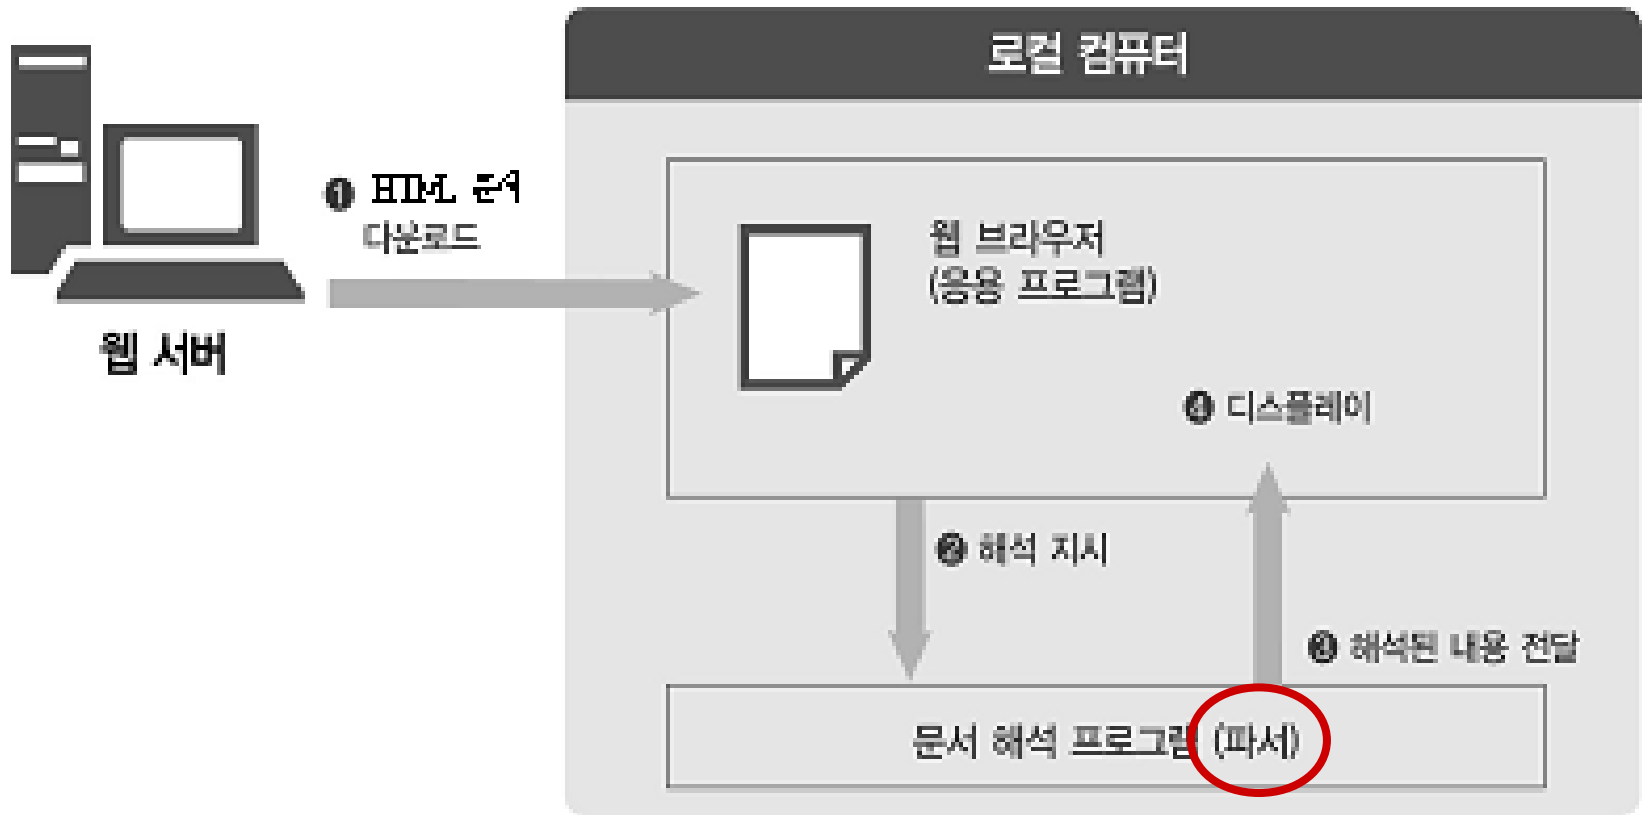 로컬 컴퓨터
❶ HTML 문서
다운로드
웹 서버
웹 브라우저
(응용 프로그램)
❹ 디스플레이
❷ 해석 지시
❸ 해석된 내용 전달
문서 해석 프로그램 (파서)